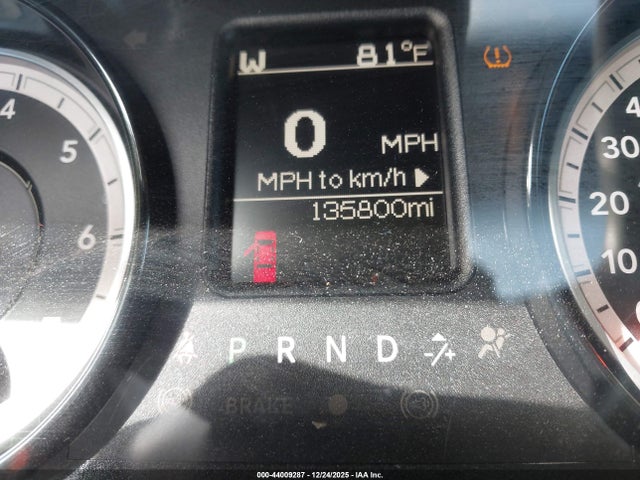 W 81°F
0 MPH
MPH to km/h
135800mi
4
5
6
4
30
20
10
P R N D -/+
BRAKE
000-44009287 - 12/24/2025 - IAA Inc.